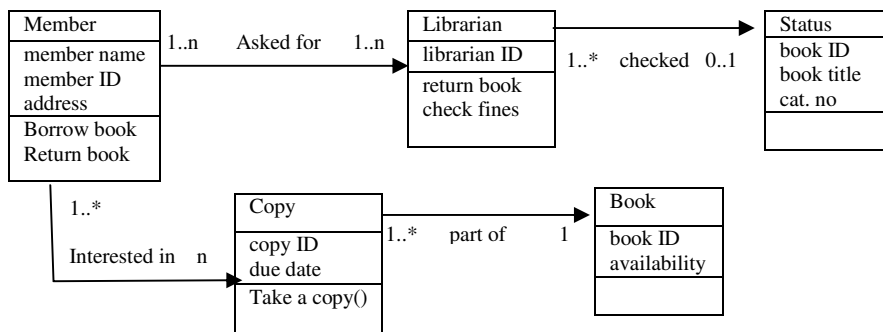 Member
member name
member ID
address
Borrow book
Return book
1..n Asked for 1..n
Librarian
librarian ID
return book
check fines
1..* checked 0..1
Status
book ID
book title
cat. no
1..*
Interested in n
Copy
copy ID
due date
Take a copy()
1..* part of 1
Book
book ID
availability